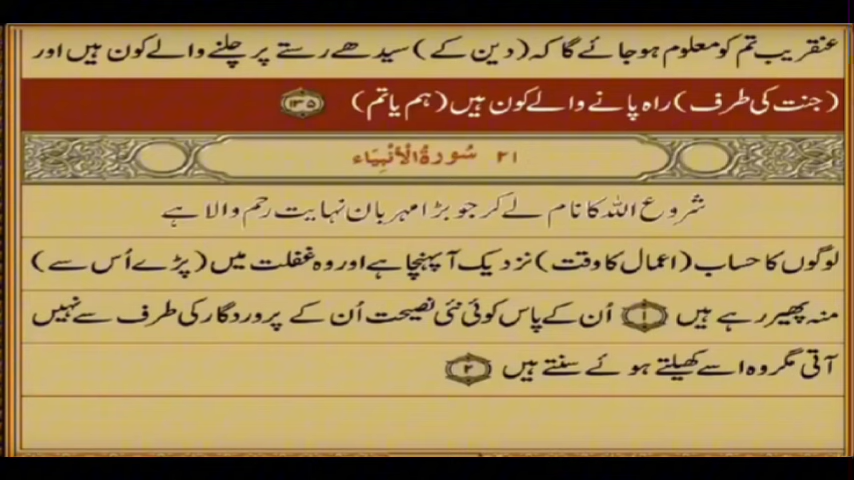 عنقریب تم کو معلوم ہو جائے گا کہ (دین کے) سیدھے رستے پر چلنے والے کون ہیں اور
(جنت کی طرف) راہ پانے والے کون ہیں (ہم یا تم) ۱۳۵
۲۱ سُورَةُ الْأَنْبِيَاء
شروع الله کا نام لے کر جو بڑا مہربان نہایت رحم والا ہے
لوگوں کا حساب (اعمال کا وقت) نزدیک آ پہنچا ہے اور وہ غفلت میں (پڑے اُس سے)
منہ پھیر رہے ہیں ۱ اُن کے پاس کوئی نئی نصیحت اُن کے پروردگار کی طرف سے نہیں
آتی مگر وہ اسے کھیلتے ہوئے سنتے ہیں ۲